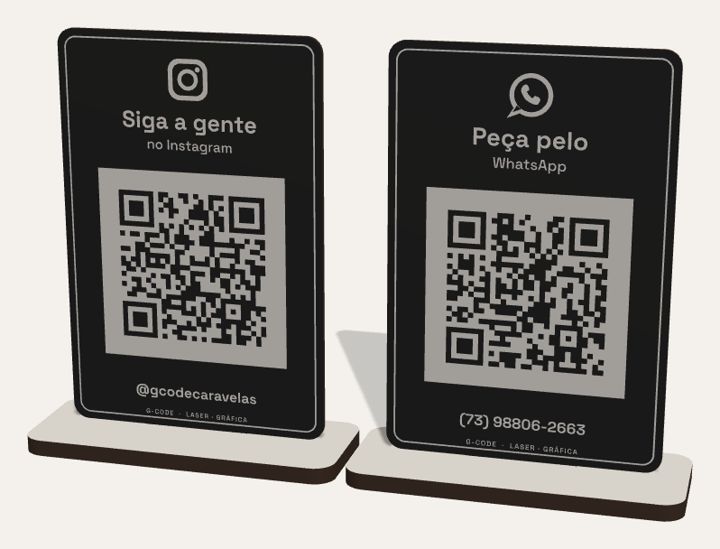 Siga a gente
no Instagram
@gcodecaravelas
G-CODE · LASER · GRÁFICA
Peça pelo
WhatsApp
(73) 98806-2663
G-CODE · LASER · GRÁFICA